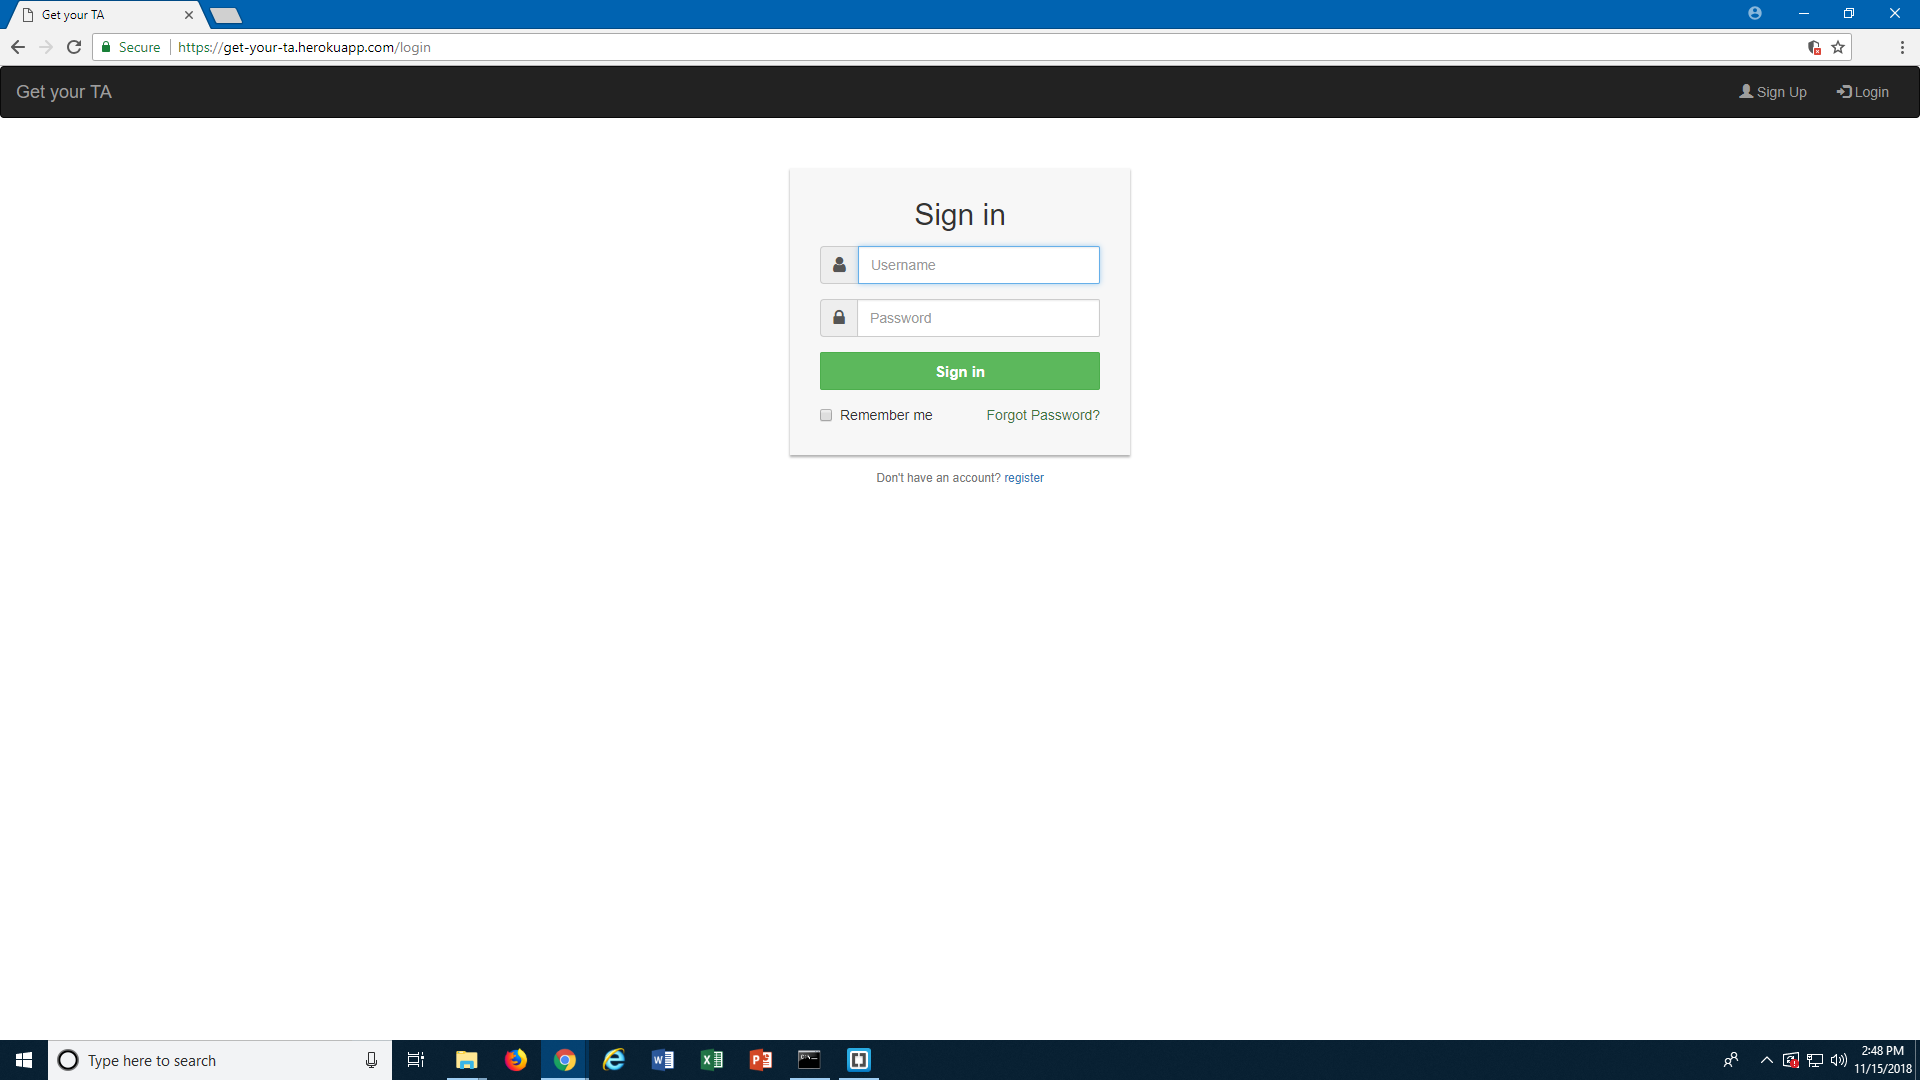 Get your TA
Secure https://get-your-ta.herokuapp.com/login
Get your TA
Sign Up
Login
Sign in
Username
Password
Sign in
Remember me
Forgot Password?
Don't have an account? register
Type here to search
2:48 PM
11/15/2018